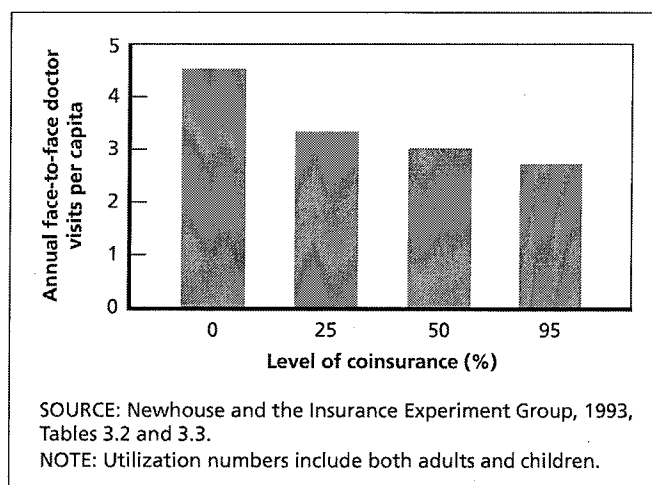 Annual face-to-face doctor
visits per capita
5
4
3
2
1
0
0 25 50 95
Level of coinsurance (%)
SOURCE: Newhouse and the Insurance Experiment Group, 1993,
Tables 3.2 and 3.3.
NOTE: Utilization numbers include both adults and children.